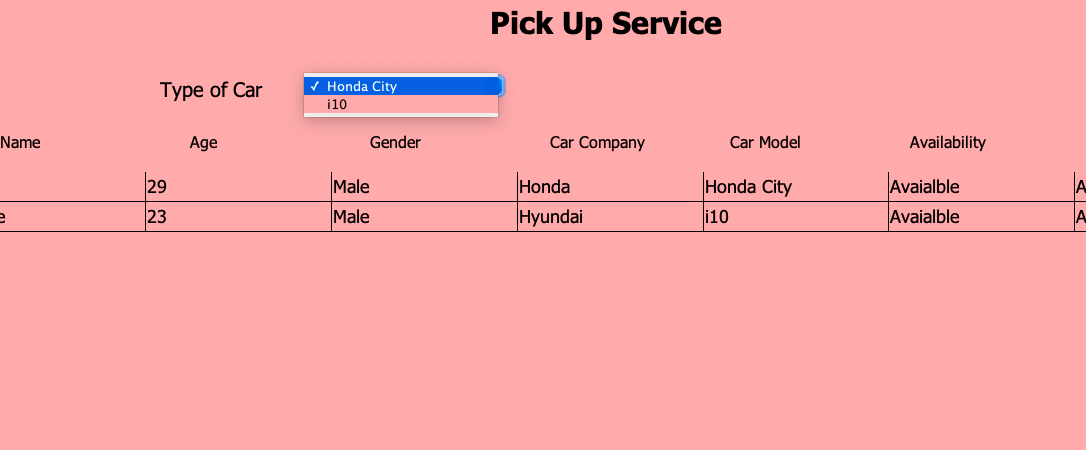 Pick Up Service
Type of Car
✓ Honda City
i10
Name Age Gender Car Company Car Model Availability
29 Male Honda Honda City Avaialble A
e 23 Male Hyundai i10 Avaialble A